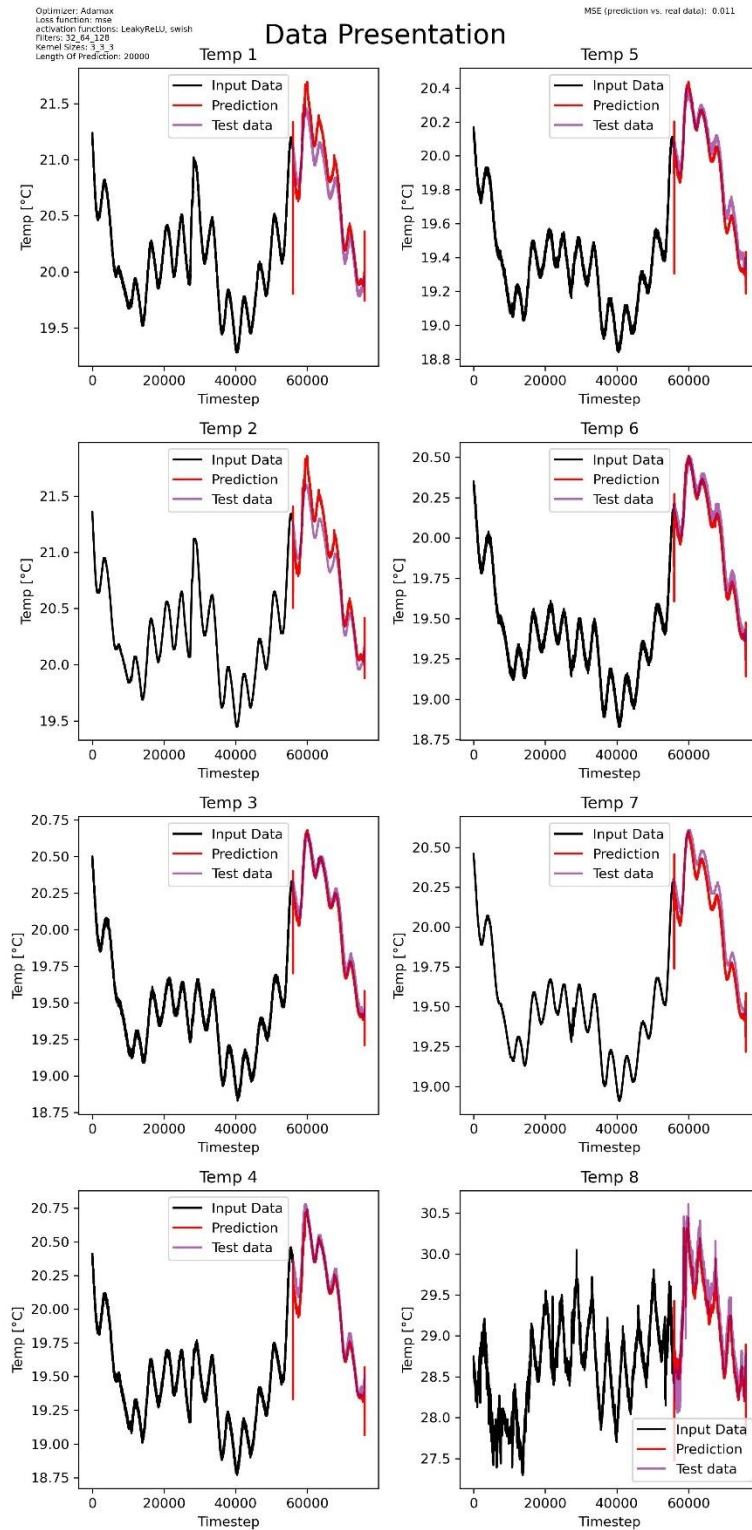 Optimizer: Adamax
Loss function: mse
activation functions: LeakyReLU, swish
Filters: 32_64_128
Kernel Sizes: 3_3_3
Length Of Prediction: 20000
MSE (prediction vs. real data): 0.011
Data Presentation
Temp 1
Input Data
Prediction
Test data
Temp [°C]
21.5
21.0
20.5
20.0
19.5
0 20000 40000 60000
Timestep
Temp 5
Input Data
Prediction
Test data
Temp [°C]
20.4
20.2
20.0
19.8
19.6
19.4
19.2
19.0
18.8
0 20000 40000 60000
Timestep
Temp 2
Input Data
Prediction
Test data
Temp [°C]
21.5
21.0
20.5
20.0
19.5
0 20000 40000 60000
Timestep
Temp 6
Input Data
Prediction
Test data
Temp [°C]
20.50
20.25
20.00
19.75
19.50
19.25
19.00
18.75
0 20000 40000 60000
Timestep
Temp 3
Input Data
Prediction
Test data
Temp [°C]
20.75
20.50
20.25
20.00
19.75
19.50
19.25
19.00
18.75
0 20000 40000 60000
Timestep
Temp 7
Input Data
Prediction
Test data
Temp [°C]
20.50
20.25
20.00
19.75
19.50
19.25
19.00
0 20000 40000 60000
Timestep
Temp 4
Input Data
Prediction
Test data
Temp [°C]
20.75
20.50
20.25
20.00
19.75
19.50
19.25
19.00
18.75
0 20000 40000 60000
Timestep
Temp 8
Temp [°C]
30.5
30.0
29.5
29.0
28.5
28.0
27.5
Input Data
Prediction
Test data
0 20000 40000 60000
Timestep